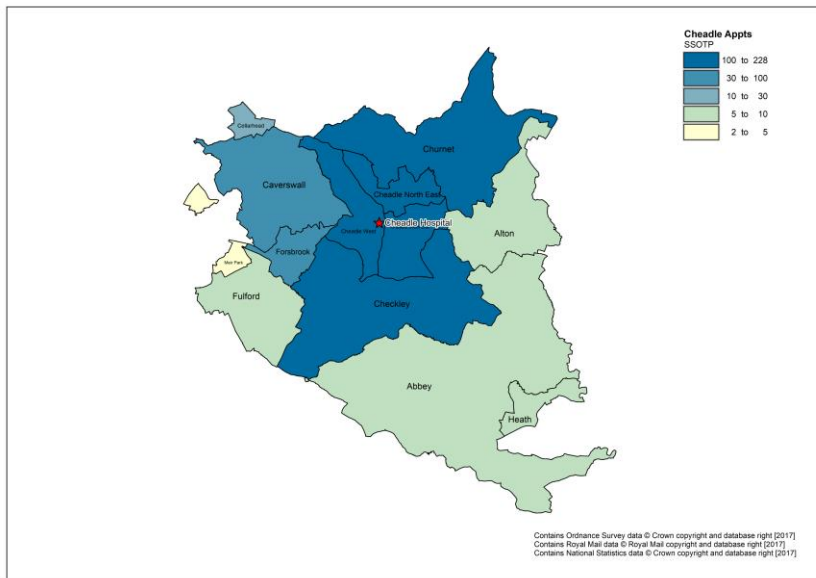 Cheadle Appts
SSOTP
100 to 228
30 to 100
10 to 30
5 to 10
2 to 5
Cellarhead
Churnet
Caverswall
Cheadle North East
Cheadle Hospital
Cheadle West
Alton
Forsbrook
Meir Park
Fulford
Checkley
Abbey
Heath
Contains Ordnance Survey data © Crown copyright and database right [2017]
Contains Royal Mail data © Royal Mail copyright and database right [2017]
Contains National Statistics data © Crown copyright and database right [2017]